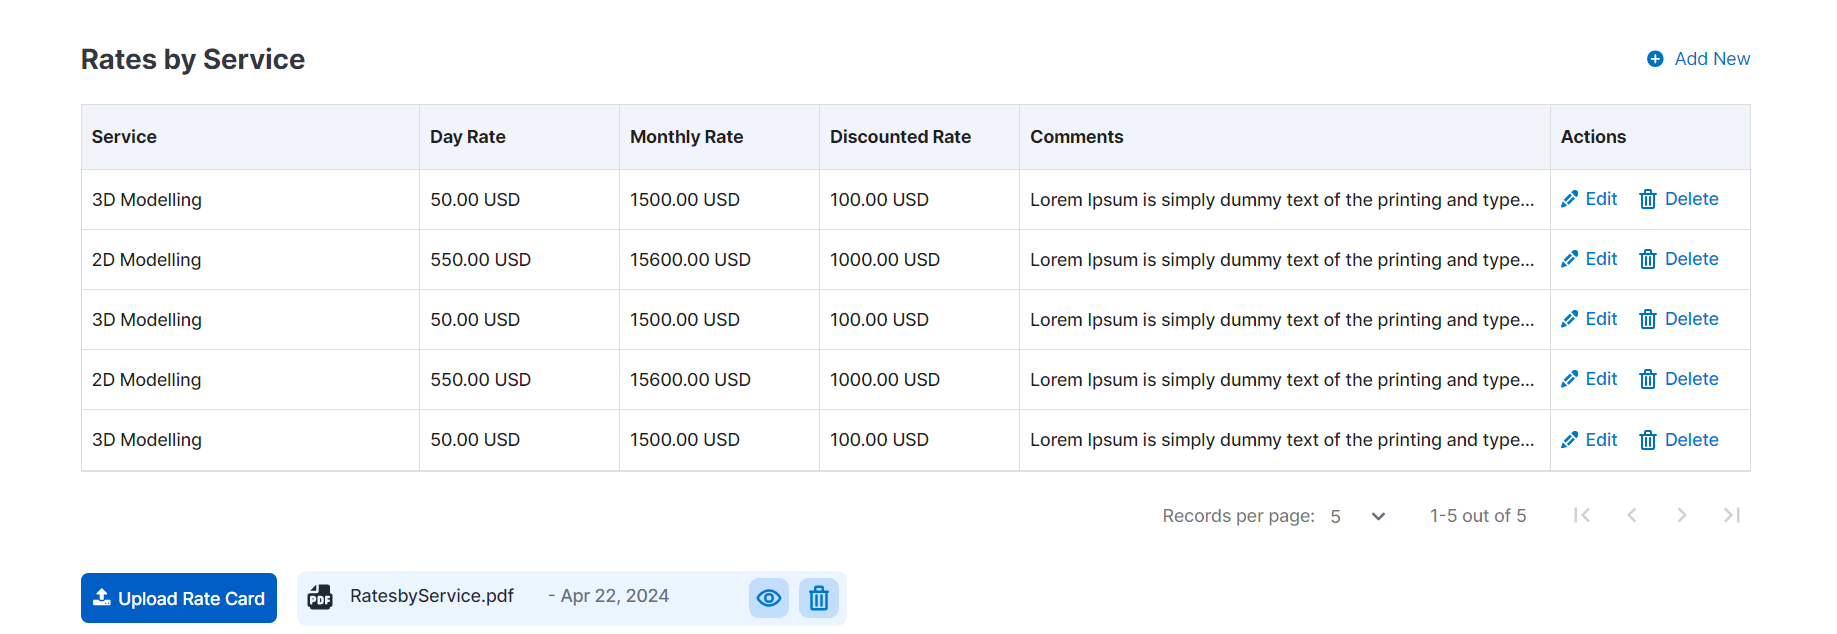 Rates by Service
Add New
Service Day Rate Monthly Rate Discounted Rate Comments Actions
3D Modelling 50.00 USD 1500.00 USD 100.00 USD Lorem Ipsum is simply dummy text of the printing and type... Edit Delete
2D Modelling 550.00 USD 15600.00 USD 1000.00 USD Lorem Ipsum is simply dummy text of the printing and type... Edit Delete
3D Modelling 50.00 USD 1500.00 USD 100.00 USD Lorem Ipsum is simply dummy text of the printing and type... Edit Delete
2D Modelling 550.00 USD 15600.00 USD 1000.00 USD Lorem Ipsum is simply dummy text of the printing and type... Edit Delete
3D Modelling 50.00 USD 1500.00 USD 100.00 USD Lorem Ipsum is simply dummy text of the printing and type... Edit Delete
Records per page: 5 1-5 out of 5
Upload Rate Card PDF RatesbyService.pdf - Apr 22, 2024